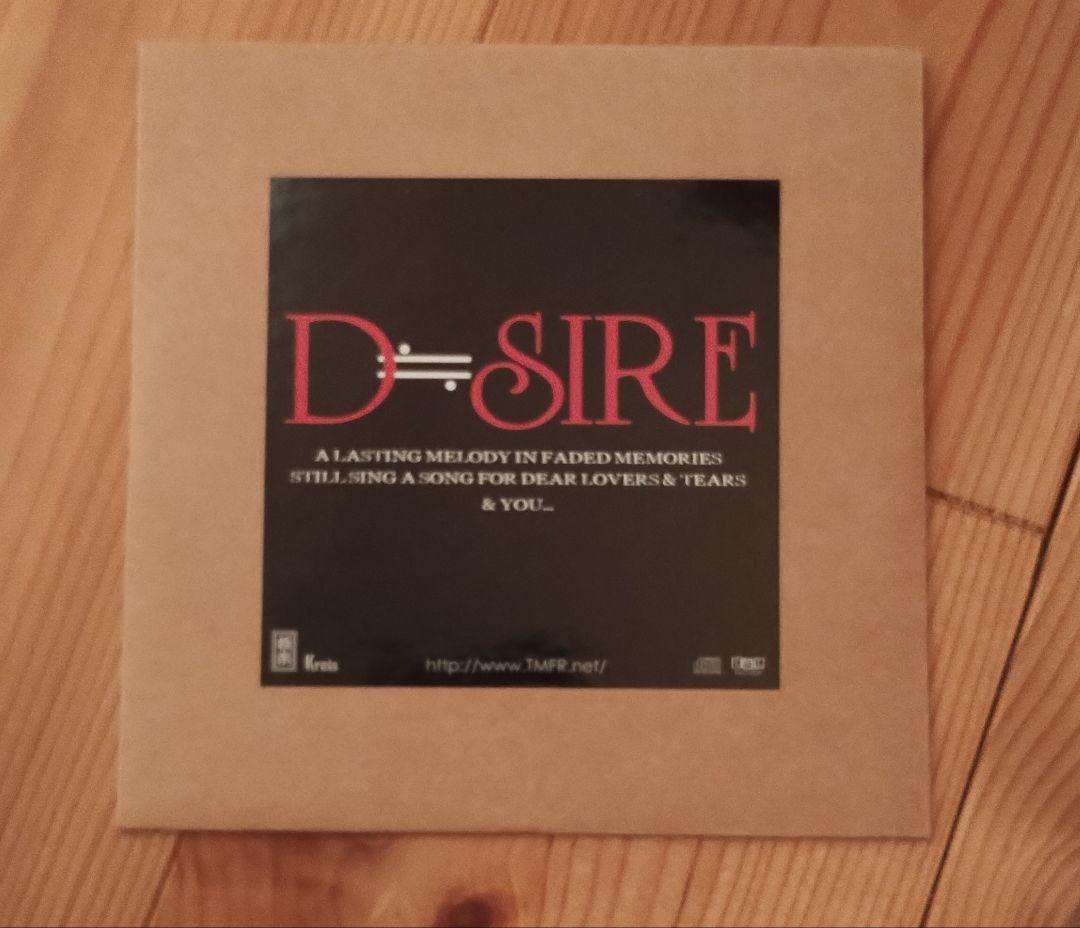 D≒SIRE
A LASTING MELODY IN FADED MEMORIES
STILL SING A SONG FOR DEAR LOVERS & TEARS
& YOU...
Kreis
http://www.TMFR.net/